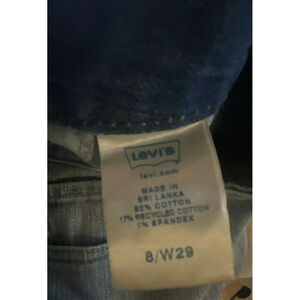 Levi's
levi.com
MADE IN
SRI LANKA
82% COTTON
17% RECYCLED COTTON
1% SPANDEX
8/W29